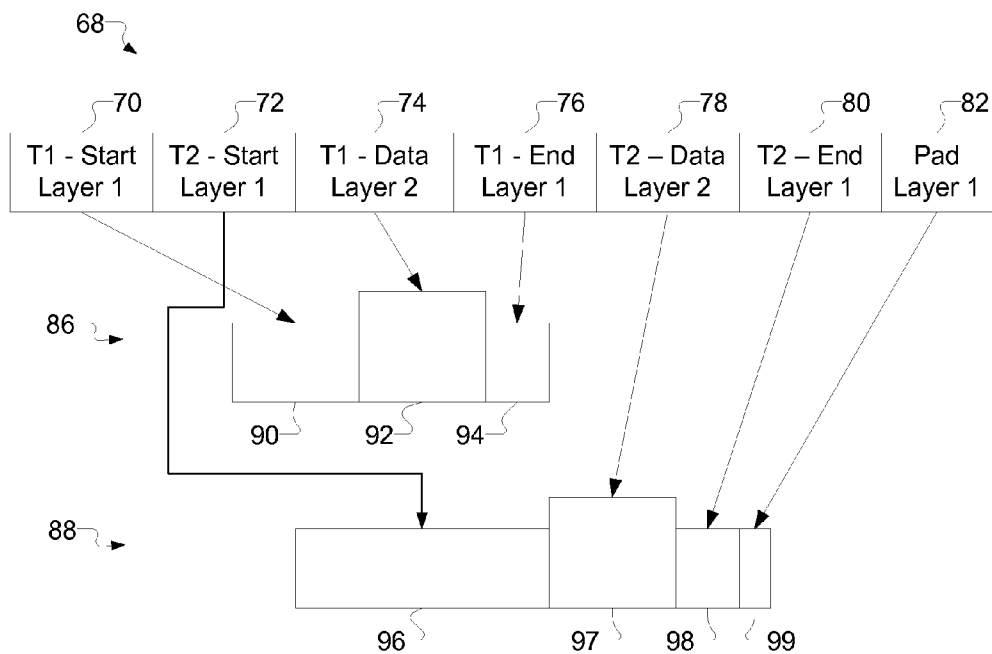 68
70 72 74 76 78 80 82
T1 - Start T2 - Start T1 - Data T1 - End T2 – Data T2 – End Pad
Layer 1 Layer 1 Layer 2 Layer 1 Layer 2 Layer 1 Layer 1
86
90 92 94
88
96 97 98 99